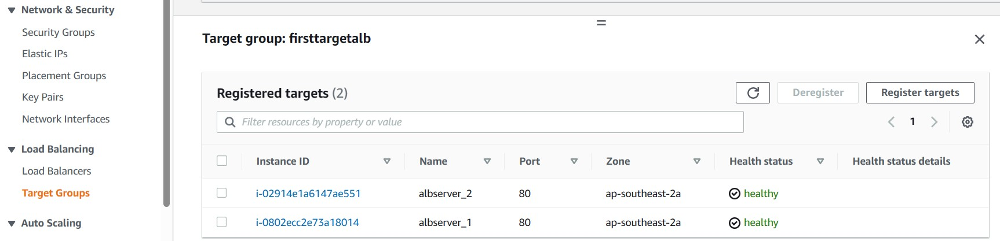 Network & Security
Security Groups
Elastic IPs
Placement Groups
Key Pairs
Network Interfaces
Load Balancing
Load Balancers
Target Groups
Auto Scaling
Target group: firsttargetalb
Registered targets (2)
Deregister
Register targets
Filter resources by property or value
1
Instance ID Name Port Zone Health status Health status details
i-02914e1a6147ae551 albserver_2 80 ap-southeast-2a healthy
i-0802ecc2e73a18014 albserver_1 80 ap-southeast-2a healthy